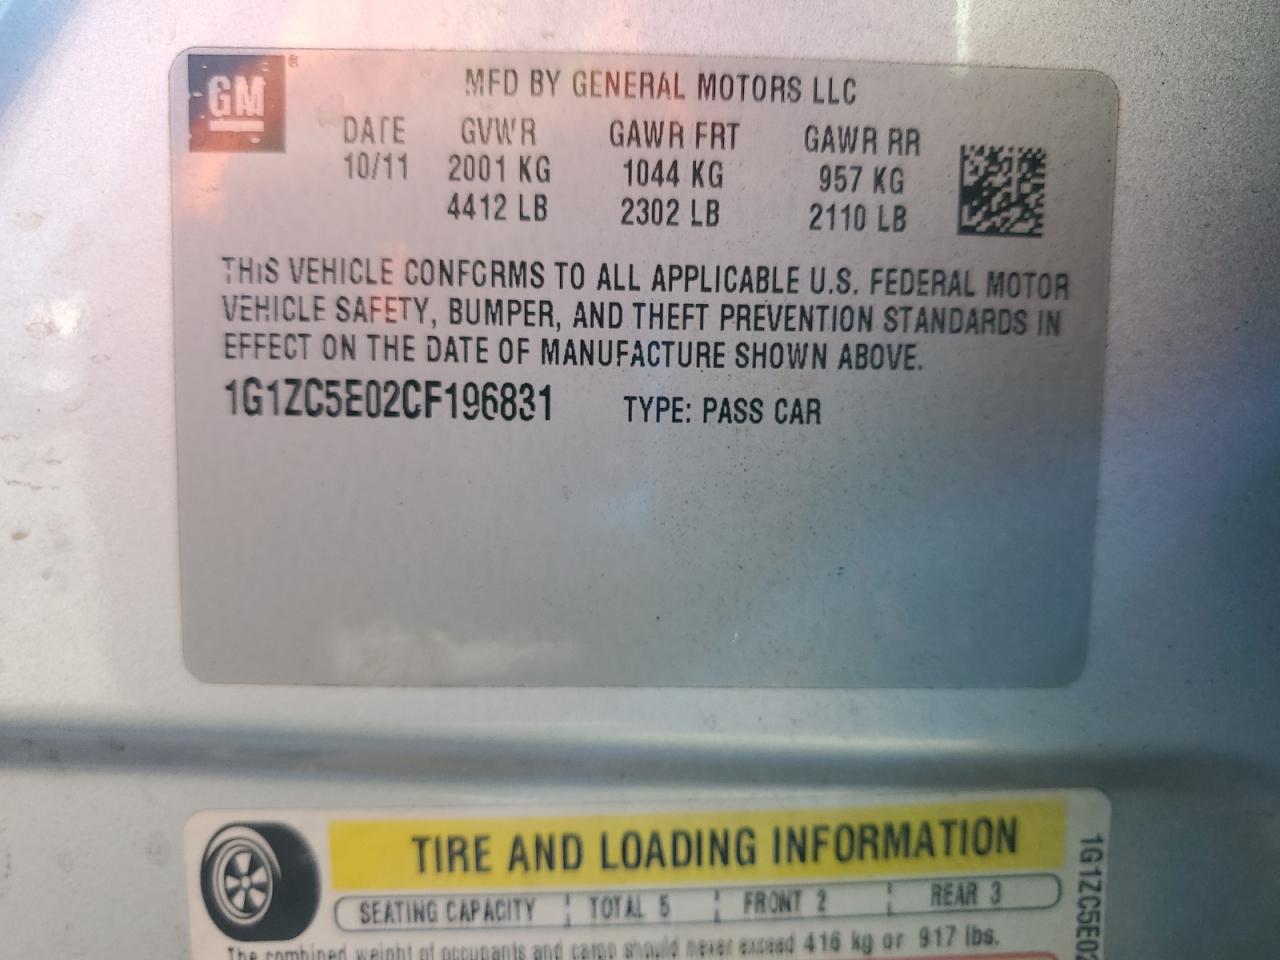 GM®
MFD BY GENERAL MOTORS LLC
DATE GVWR GAWR FRT GAWR RR
10/11 2001 KG 1044 KG 957 KG
4412 LB 2302 LB 2110 LB
THIS VEHICLE CONFORMS TO ALL APPLICABLE U.S. FEDERAL MOTOR
VEHICLE SAFETY, BUMPER, AND THEFT PREVENTION STANDARDS IN
EFFECT ON THE DATE OF MANUFACTURE SHOWN ABOVE.
1G1ZC5E02CF196831 TYPE: PASS CAR
TIRE AND LOADING INFORMATION
SEATING CAPACITY TOTAL 5 FRONT 2 REAR 3
The combined weight of occupants and cargo should never exceed 416 kg or 917 lbs.
1G1ZC5E02